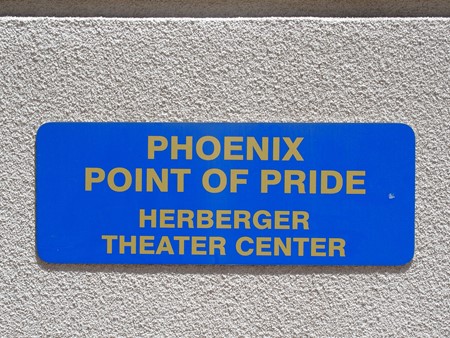 PHOENIX
POINT OF PRIDE
HERBERGER
THEATER CENTER